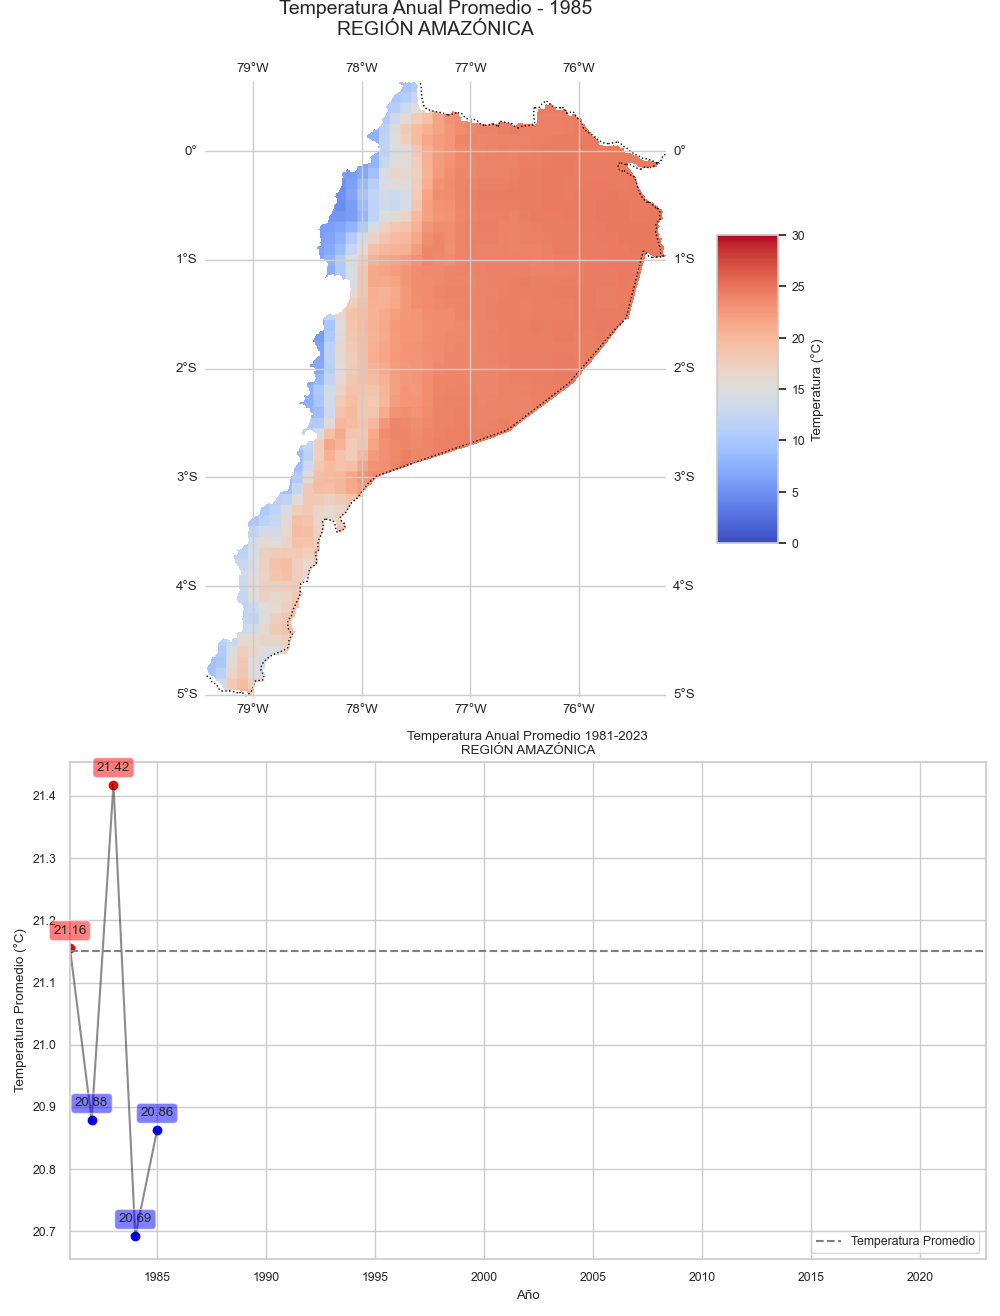 Temperatura Anual Promedio - 1985
REGIÓN AMAZÓNICA
79°W 78°W 77°W 76°W
0° 0°
1°S 1°S
2°S 2°S
3°S 3°S
4°S 4°S
5°S 5°S
79°W 78°W 77°W 76°W
30
25
20
15
10
5
0
Temperatura (°C)
Temperatura Anual Promedio 1981-2023
REGIÓN AMAZÓNICA
21.4
21.3
21.2
21.1
21.0
20.9
20.8
20.7
Temperatura Promedio (°C)
21.16
20.88
21.42
20.69
20.86
Temperatura Promedio
1985 1990 1995 2000 2005 2010 2015 2020
Año